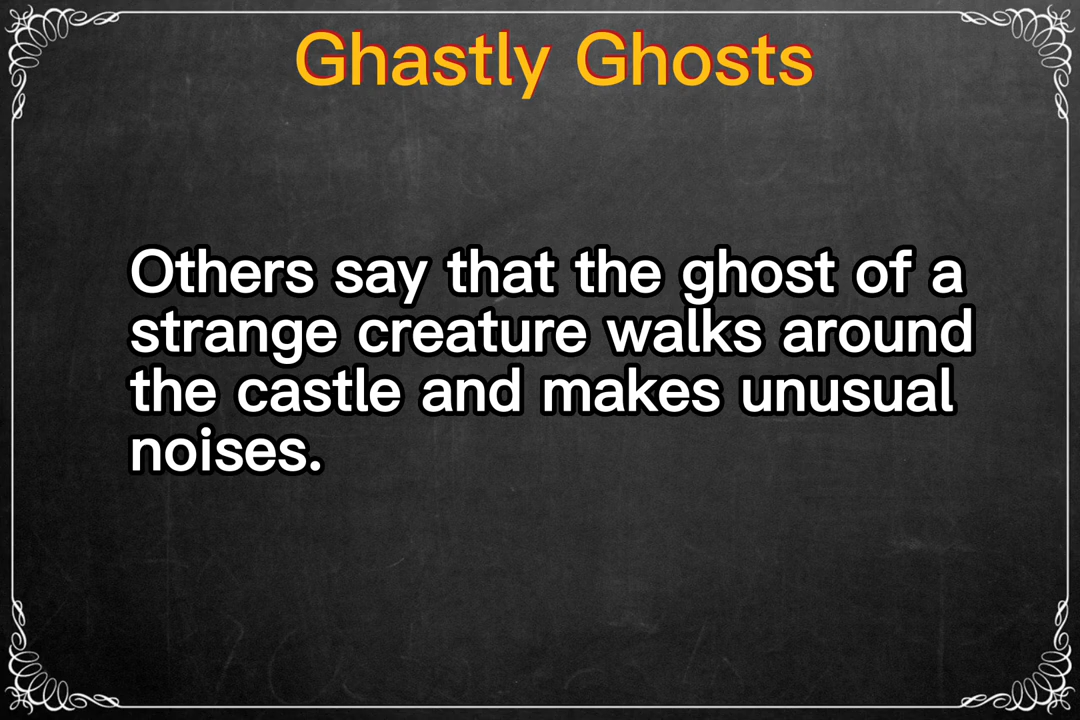 Ghastly Ghosts
Others say that the ghost of a
strange creature walks around
the castle and makes unusual
noises.